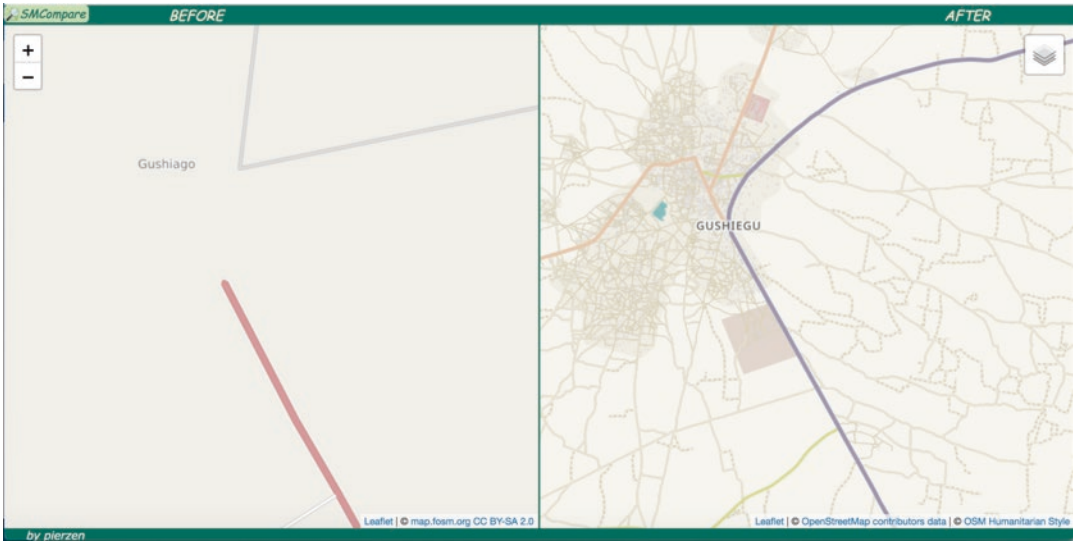 SMCompare BEFORE AFTER
+
−
Gushiago
GUSHIEGU
Leaflet | © map.fosm.org CC BY-SA 2.0
Leaflet | © OpenStreetMap contributors data | © OSM Humanitarian Style
by pierzen